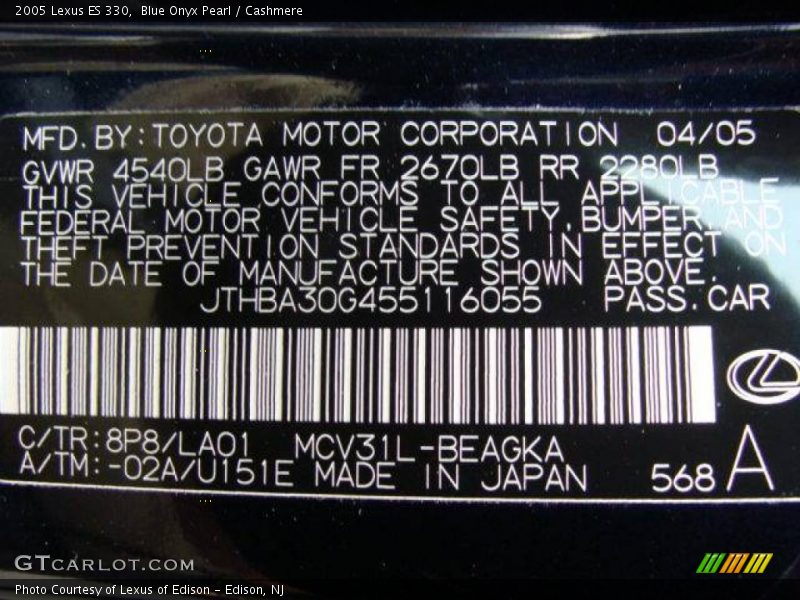 2005 Lexus ES 330, Blue Onyx Pearl / Cashmere
MFD. BY: TOYOTA MOTOR CORPORATION 04/05
GVWR 4540LB GAWR FR 2670LB RR 2280LB
THIS VEHICLE CONFORMS TO ALL APPLICABLE
FEDERAL MOTOR VEHICLE SAFETY, BUMPER, AND
THEFT PREVENTION STANDARDS IN EFFECT ON
THE DATE OF MANUFACTURE SHOWN ABOVE.
JTHBA30G455116055 PASS. CAR
C/TR: 8P8/LA01 MCV31L-BEAGKA
A/TM: -02A/U151E MADE IN JAPAN 568 A
GTCARLOT.COM
Photo Courtesy of Lexus of Edison - Edison, NJ